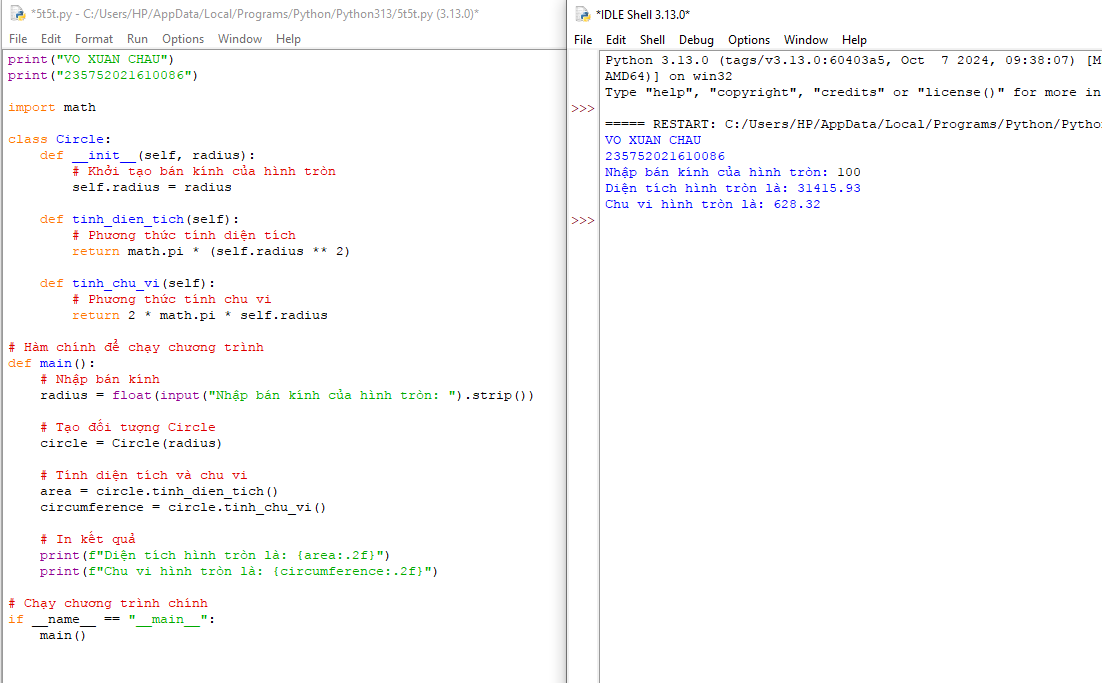 *5t5t.py - C:/Users/HP/AppData/Local/Programs/Python/Python313/5t5t.py (3.13.0)*
File Edit Format Run Options Window Help
print("VO XUAN CHAU")
print("235752021610086")
import math
class Circle:
    def __init__(self, radius):
        # Khởi tạo bán kính của hình tròn
        self.radius = radius
    def tinh_dien_tich(self):
        # Phương thức tính diện tích
        return math.pi * (self.radius ** 2)
    def tinh_chu_vi(self):
        # Phương thức tính chu vi
        return 2 * math.pi * self.radius
# Hàm chính để chạy chương trình
def main():
    # Nhập bán kính
    radius = float(input("Nhập bán kính của hình tròn: ").strip())
    # Tạo đối tượng Circle
    circle = Circle(radius)
    # Tính diện tích và chu vi
    area = circle.tinh_dien_tich()
    circumference = circle.tinh_chu_vi()
    # In kết quả
    print(f"Diện tích hình tròn là: {area:.2f}")
    print(f"Chu vi hình tròn là: {circumference:.2f}")
# Chạy chương trình chính
if __name__ == "__main__":
    main()
*IDLE Shell 3.13.0*
File Edit Shell Debug Options Window Help
Python 3.13.0 (tags/v3.13.0:60403a5, Oct  7 2024, 09:38:07) [M
AMD64)] on win32
Type "help", "copyright", "credits" or "license()" for more in
>>>
===== RESTART: C:/Users/HP/AppData/Local/Programs/Python/Pytho
VO XUAN CHAU
235752021610086
Nhập bán kính của hình tròn: 100
Diện tích hình tròn là: 31415.93
Chu vi hình tròn là: 628.32
>>>